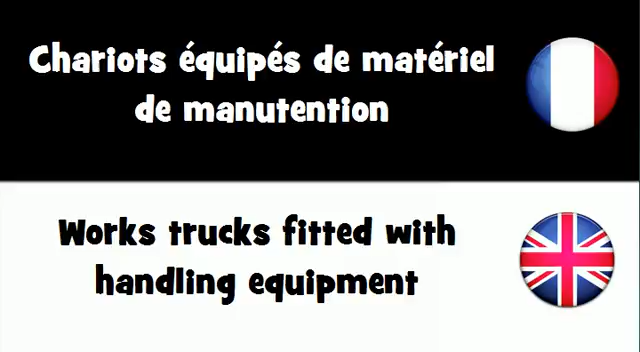 Chariots équipés de matériel
de manutention
Works trucks fitted with
handling equipment